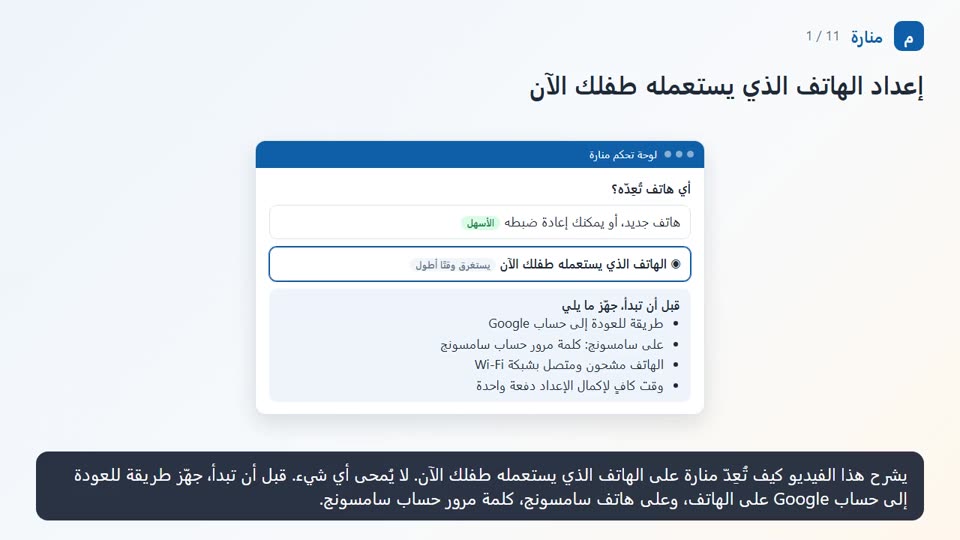 م منارة 1 / 11
إعداد الهاتف الذي يستعمله طفلك الآن
لوحة تحكم منارة
أي هاتف تُعِدّه؟
هاتف جديد، أو يمكنك إعادة ضبطه الأسهل
الهاتف الذي يستعمله طفلك الآن يستغرق وقتًا أطول
قبل أن تبدأ، جهّز ما يلي
• طريقة للعودة إلى حساب Google
• على سامسونج: كلمة مرور حساب سامسونج
• الهاتف مشحون ومتصل بشبكة Wi-Fi
• وقت كافٍ لإكمال الإعداد دفعة واحدة
يشرح هذا الفيديو كيف تُعِدّ منارة على الهاتف الذي يستعمله طفلك الآن. لا يُمحى أي شيء. قبل أن تبدأ، جهّز طريقة للعودة
إلى حساب Google على الهاتف، وعلى هاتف سامسونج، كلمة مرور حساب سامسونج.